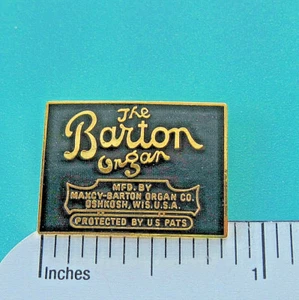 The
Barton
Organ
MFD. BY
MAXCY-BARTON ORGAN CO.
OSHKOSH, WIS. U.S.A.
PROTECTED BY U.S. PATS
Inches
1